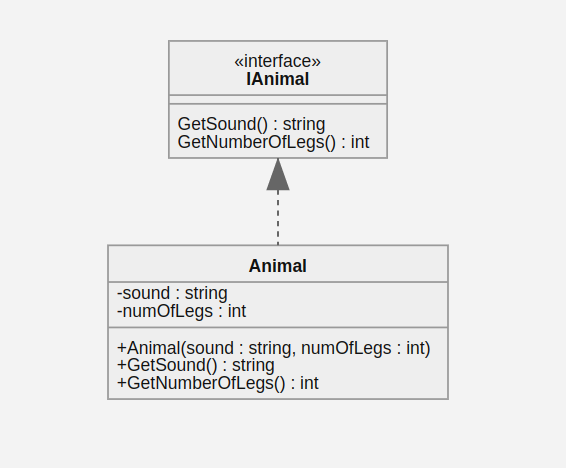 «interface»
IAnimal
GetSound() : string
GetNumberOfLegs() : int
Animal
-sound : string
-numOfLegs : int
+Animal(sound : string, numOfLegs : int)
+GetSound() : string
+GetNumberOfLegs() : int